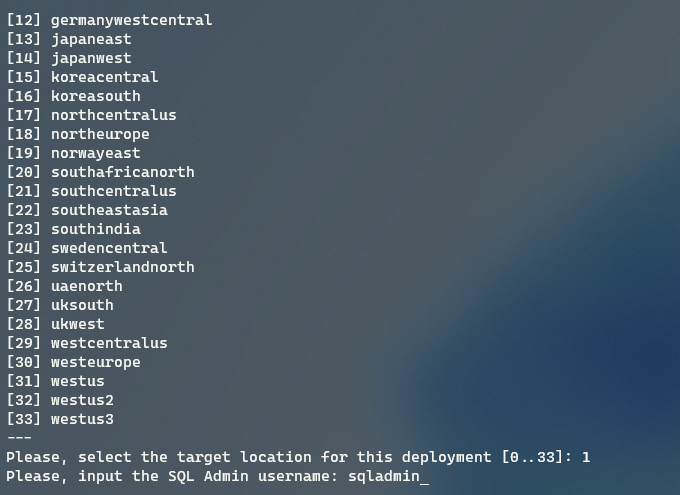 [12] germanywestcentral
[13] japaneast
[14] japanwest
[15] koreacentral
[16] koreasouth
[17] northcentralus
[18] northeurope
[19] norwayeast
[20] southafricanorth
[21] southcentralus
[22] southeastasia
[23] southindia
[24] swedencentral
[25] switzerlandnorth
[26] uaenorth
[27] uksouth
[28] ukwest
[29] westcentralus
[30] westeurope
[31] westus
[32] westus2
[33] westus3
---
Please, select the target location for this deployment [0..33]: 1
Please, input the SQL Admin username: sqladmin_